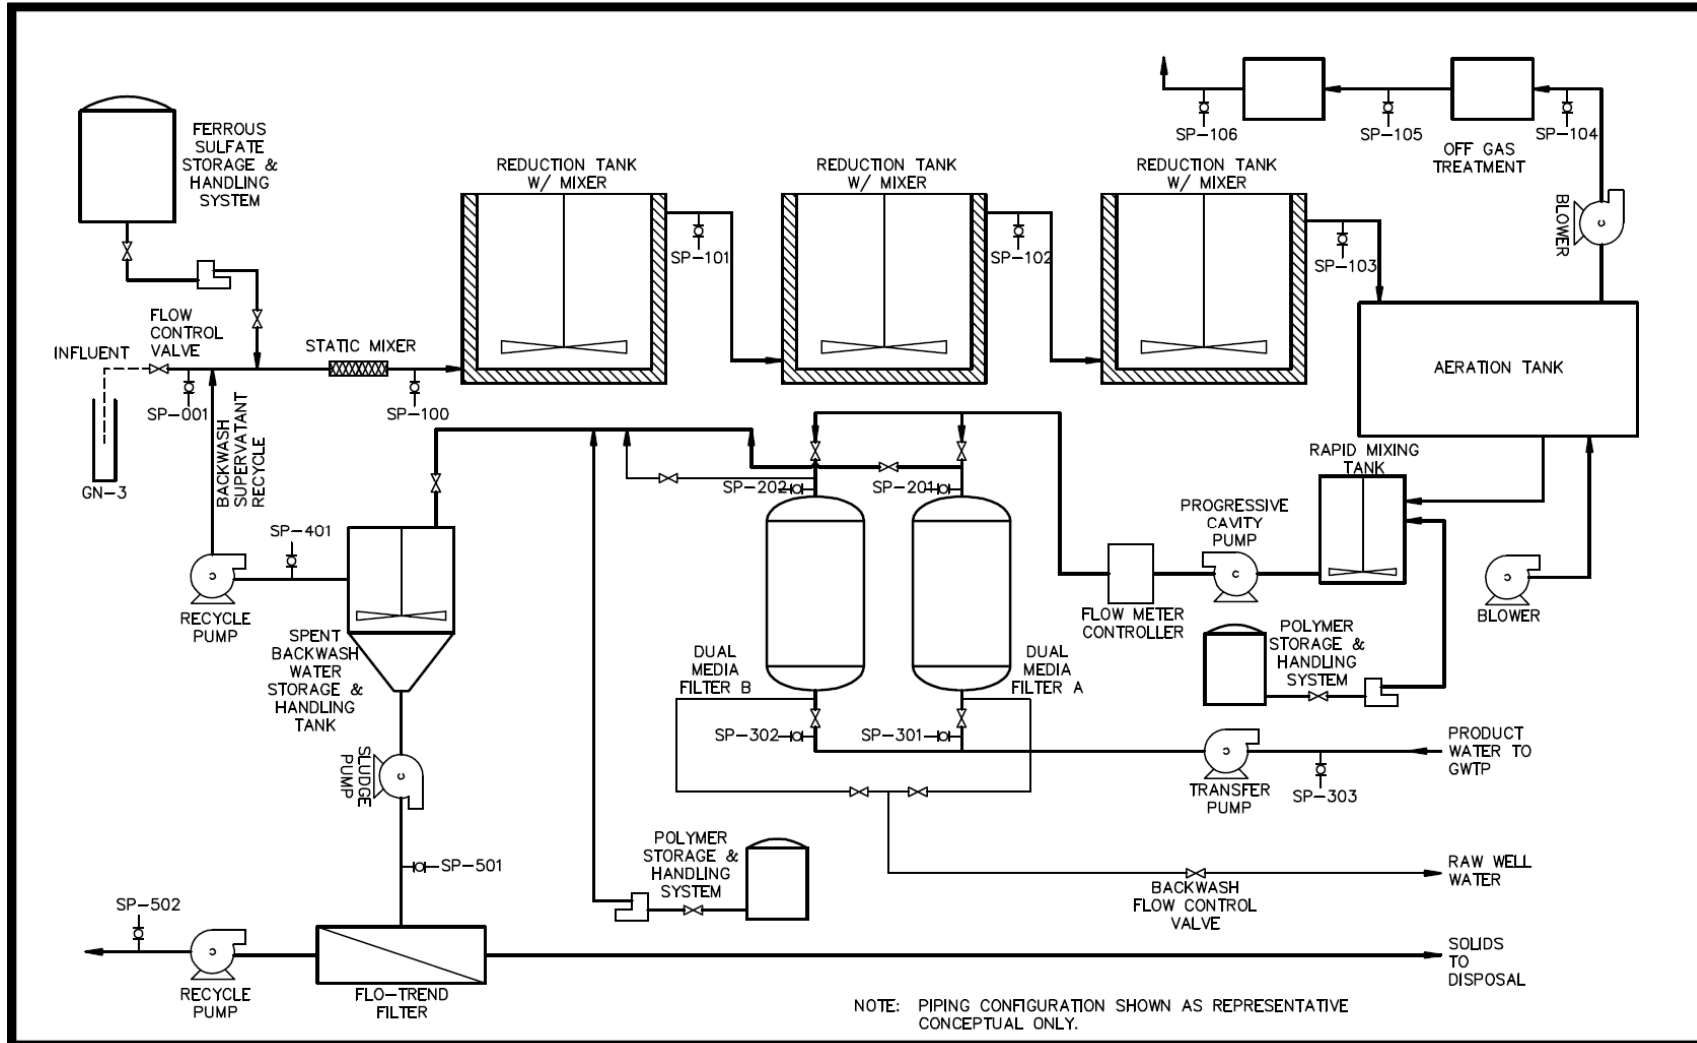 FERROUS
SULFATE
STORAGE &
HANDLING
SYSTEM
REDUCTION TANK
W/ MIXER
REDUCTION TANK
W/ MIXER
REDUCTION TANK
W/ MIXER
SP-106
SP-105
SP-104
OFF GAS
TREATMENT
BLOWER
SP-101
SP-102
SP-103
FLOW
CONTROL
VALVE
INFLUENT
STATIC MIXER
SP-001
SP-100
GN-3
BACKWASH
SUPERVATANT
RECYCLE
AERATION TANK
RAPID MIXING
TANK
SP-202
SP-201
PROGRESSIVE
CAVITY
PUMP
SP-401
RECYCLE
PUMP
FLOW METER
CONTROLLER
BLOWER
SPENT
BACKWASH
WATER
STORAGE &
HANDLING
TANK
DUAL
MEDIA
FILTER B
DUAL
MEDIA
FILTER A
POLYMER
STORAGE &
HANDLING
SYSTEM
SP-302
SP-301
PRODUCT
WATER TO
GWTP
TRANSFER
PUMP
SP-303
SLUDGE
PUMP
POLYMER
STORAGE &
HANDLING
SYSTEM
SP-501
RAW WELL
WATER
BACKWASH
FLOW CONTROL
VALVE
SP-502
RECYCLE
PUMP
FLO-TREND
FILTER
SOLIDS
TO
DISPOSAL
NOTE: PIPING CONFIGURATION SHOWN AS REPRESENTATIVE
CONCEPTUAL ONLY.
C
C
C
C
C
C
C